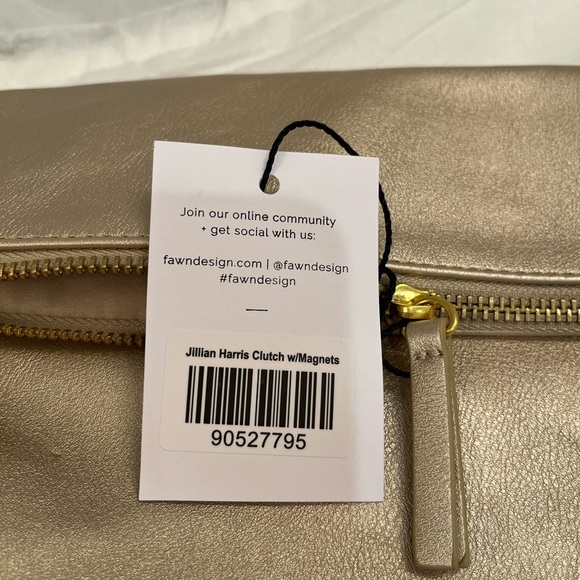 Join our online community
+ get social with us:
fawndesign.com | @fawndesign
#fawndesign
Jillian Harris Clutch w/Magnets
90527795